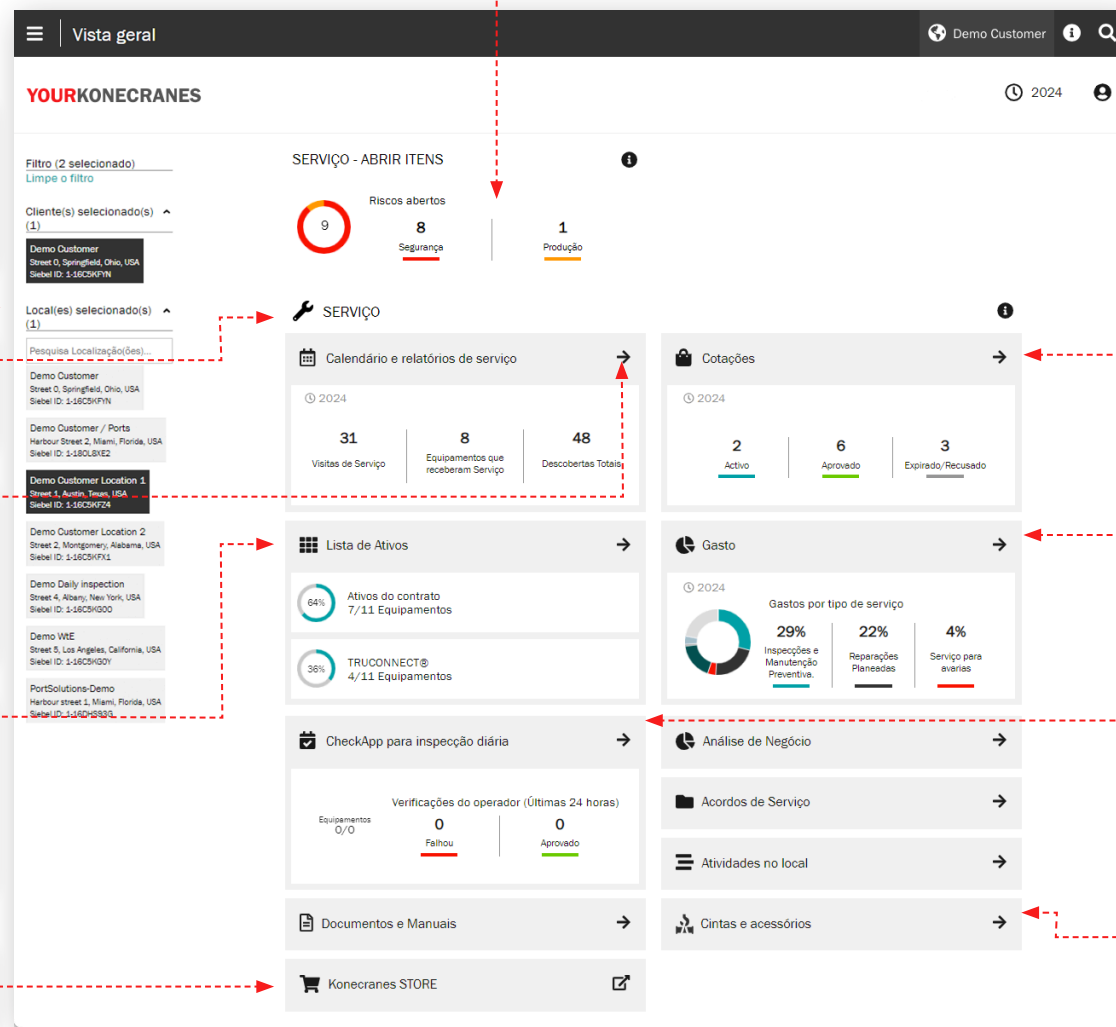 Vista geral
Demo Customer
YOURKONECRANES
2024
Filtro (2 selecionado)
Limpe o filtro
Cliente(s) selecionado(s)
(1)
Demo Customer
Street 0, Springfield, Ohio, USA
Siebel ID: 1-16C5KFYN
Local(es) selecionado(s)
(1)
Pesquisa Localização(ões)...
Demo Customer
Street 0, Springfield, Ohio, USA
Siebel ID: 1-16C5KFYN
Demo Customer / Ports
Harbour Street 2, Miami, Florida, USA
Siebel ID: 1-180L8XE2
Demo Customer Location 1
Street 1, Austin, Texas, USA
Siebel ID: 1-16C5KFZ4
Demo Customer Location 2
Street 2, Montgomery, Alabama, USA
Siebel ID: 1-16C5KFX1
Demo Daily inspection
Street 4, Albany, New York, USA
Siebel ID: 1-16C5KG00
Demo WtE
Street 5, Los Angeles, California, USA
Siebel ID: 1-16C5KG0Y
PortSolutions-Demo
Harbour street 1, Miami, Florida, USA
Siebel ID: 1-16DHS93G
SERVIÇO - ABRIR ITENS
Riscos abertos
9
8
Segurança
1
Produção
SERVIÇO
Calendário e relatórios de serviço
2024
31
Visitas de Serviço
8
Equipamentos que
receberam Serviço
48
Descobertas Totais
Cotações
2024
2
Activo
6
Aprovado
3
Expirado/Recusado
Lista de Ativos
64%
Ativos do contrato
7/11 Equipamentos
36%
TRUCONNECT®
4/11 Equipamentos
Gasto
2024
Gastos por tipo de serviço
29%
Inspecções e
Manutenção
Preventiva.
22%
Reparações
Planeadas
4%
Serviço para
avarias
CheckApp para inspecção diária
Verificações do operador (Últimas 24 horas)
Equipamentos
0/0
0
Falhou
0
Aprovado
Análise de Negócio
Acordos de Serviço
Atividades no local
Documentos e Manuais
Cintas e acessórios
Konecranes STORE